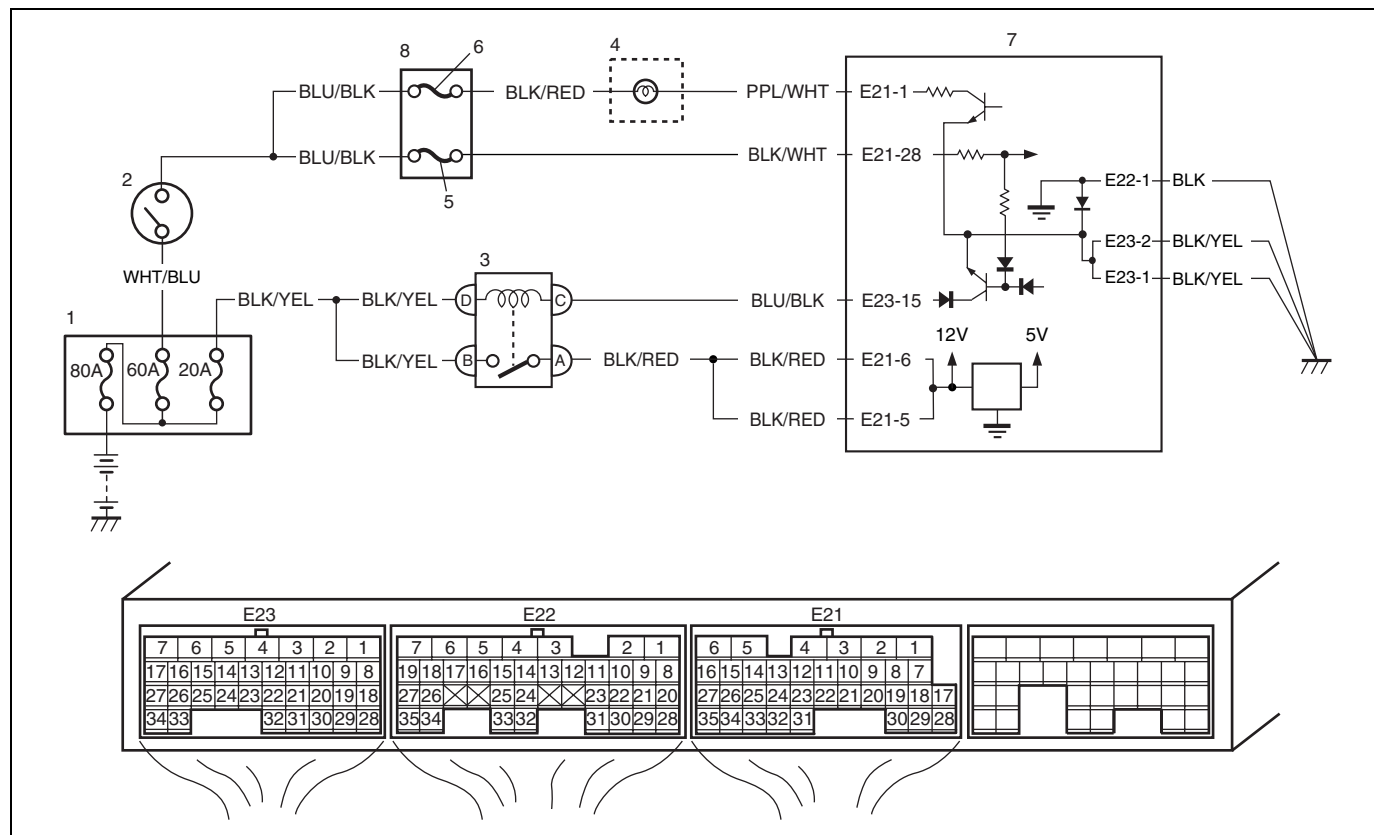 7
8 6 4
BLU/BLK BLK/RED PPL/WHT E21-1
BLU/BLK BLK/WHT E21-28
5
2
E22-1 BLK
E23-2 BLK/YEL
E23-1 BLK/YEL
WHT/BLU
3
BLK/YEL BLK/YEL D C BLU/BLK E23-15
1
12V 5V
BLK/YEL B A BLK/RED BLK/RED E21-6
80A 60A 20A
BLK/RED E21-5
E23 E22 E21
7 6 5 4 3 2 1
17 16 15 14 13 12 11 10 9 8
27 26 25 24 23 22 21 20 19 18
34 33 32 31 30 29 28
7 6 5 4 3 2 1
19 18 17 16 15 14 13 12 11 10 9 8
27 26 25 24 23 22 21 20
35 34 33 32 31 30 29 28
6 5 4 3 2 1
16 15 14 13 12 11 10 9 8 7
27 26 25 24 23 22 21 20 19 18 17
35 34 33 32 31 30 29 28